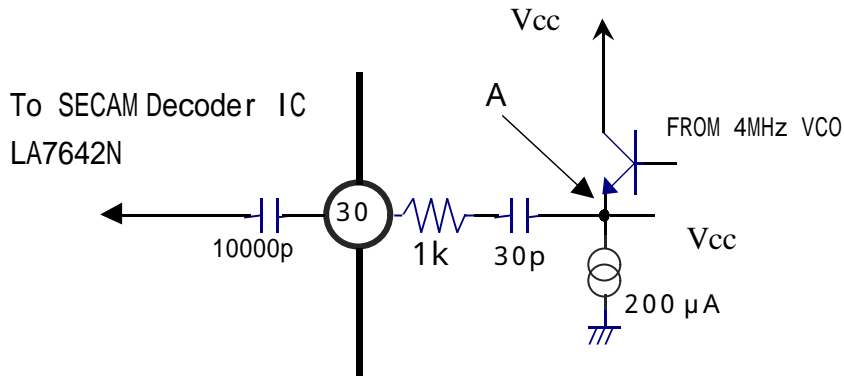 Vcc
To SECAM Decoder IC
LA7642N
A
FROM 4MHz VCO
30
10000p
1k
30p
Vcc
200 μA